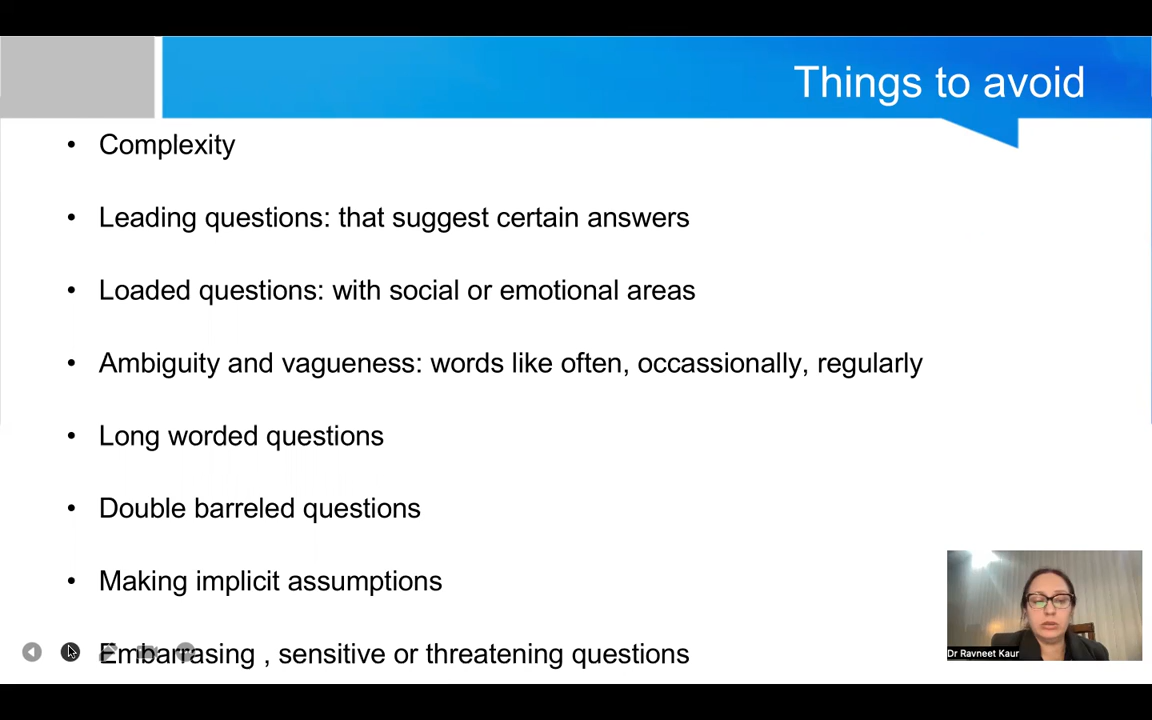 Things to avoid
• Complexity
• Leading questions: that suggest certain answers
• Loaded questions: with social or emotional areas
• Ambiguity and vagueness: words like often, occassionally, regularly
• Long worded questions
• Double barreled questions
• Making implicit assumptions
Embarrasing , sensitive or threatening questions
Dr Ravneet Kaur